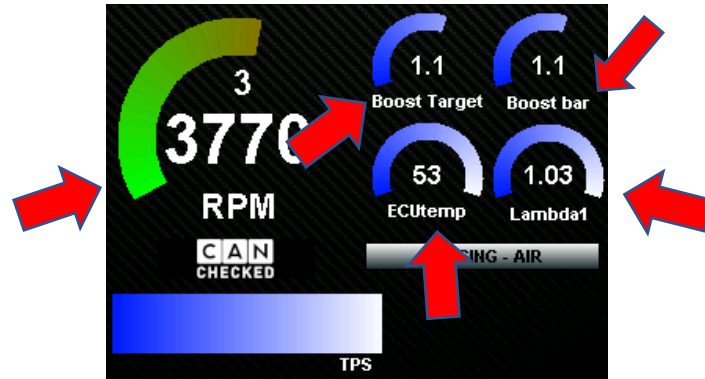 3
3770
RPM
1.1
Boost Target
1.1
Boost bar
53
ECUtemp
1.03
Lambda1
CAN
CHECKED
- AIR
TPS